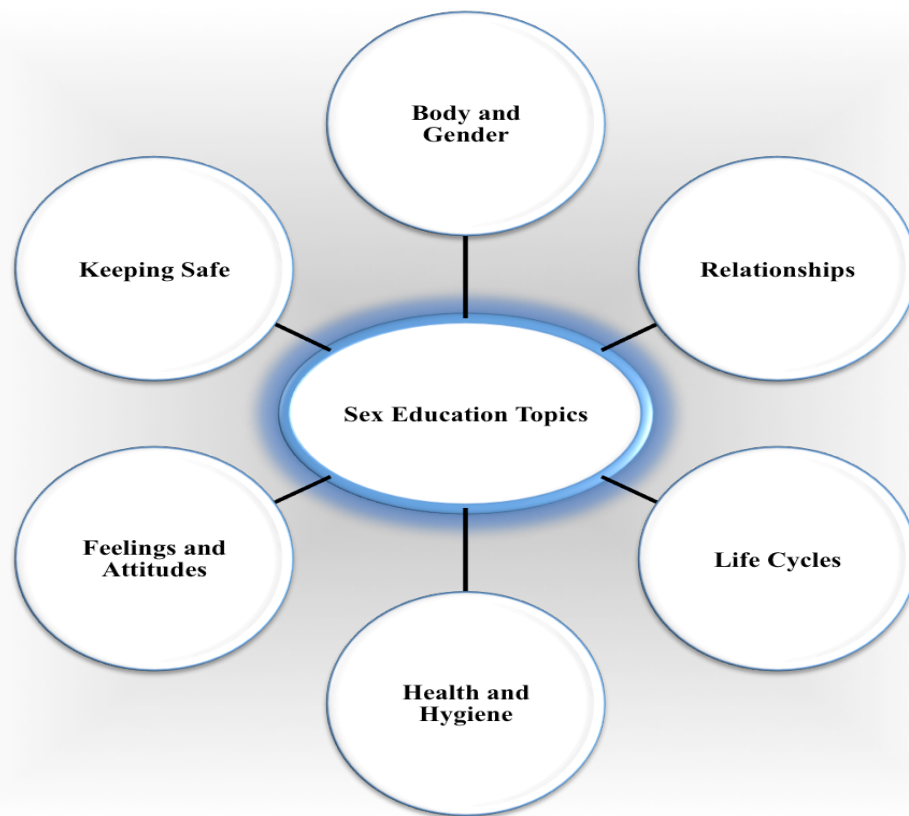 Body and
Gender
Keeping Safe
Relationships
Sex Education Topics
Feelings and
Attitudes
Life Cycles
Health and
Hygiene